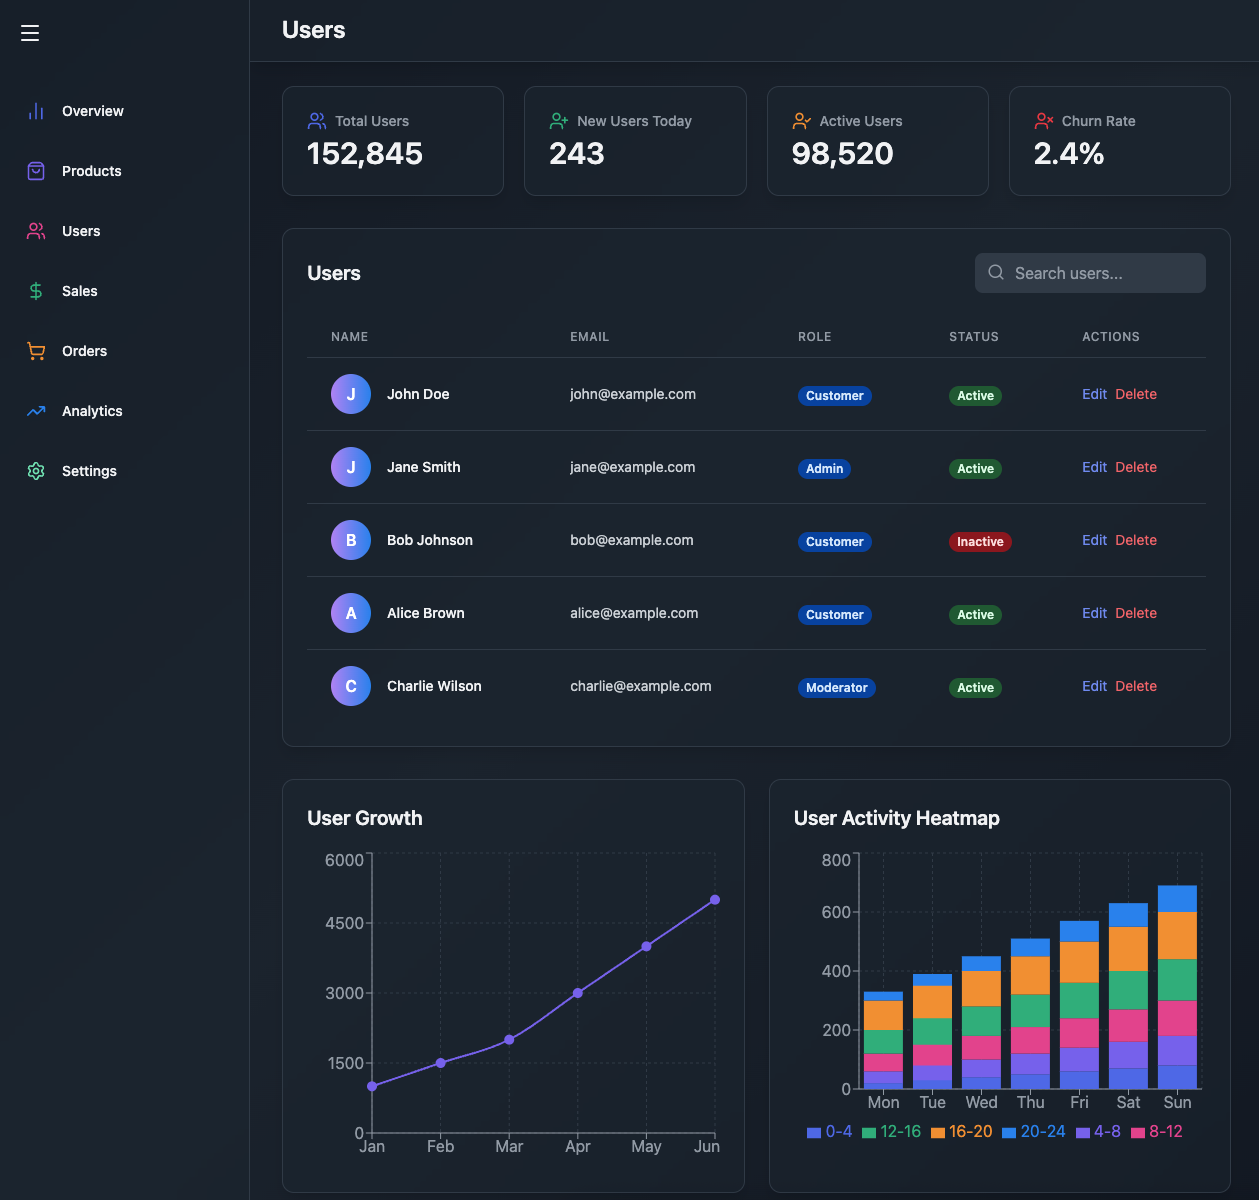 Users
Overview
Products
Users
Sales
Orders
Analytics
Settings
Total Users
152,845
New Users Today
243
Active Users
98,520
Churn Rate
2.4%
Users
Search users...
NAME EMAIL ROLE STATUS ACTIONS
J John Doe john@example.com Customer Active Edit Delete
J Jane Smith jane@example.com Admin Active Edit Delete
B Bob Johnson bob@example.com Customer Inactive Edit Delete
A Alice Brown alice@example.com Customer Active Edit Delete
C Charlie Wilson charlie@example.com Moderator Active Edit Delete
User Growth
6000
4500
3000
1500
0
Jan Feb Mar Apr May Jun
User Activity Heatmap
800
600
400
200
0
Mon Tue Wed Thu Fri Sat Sun
0-4 12-16 16-20 20-24 4-8 8-12